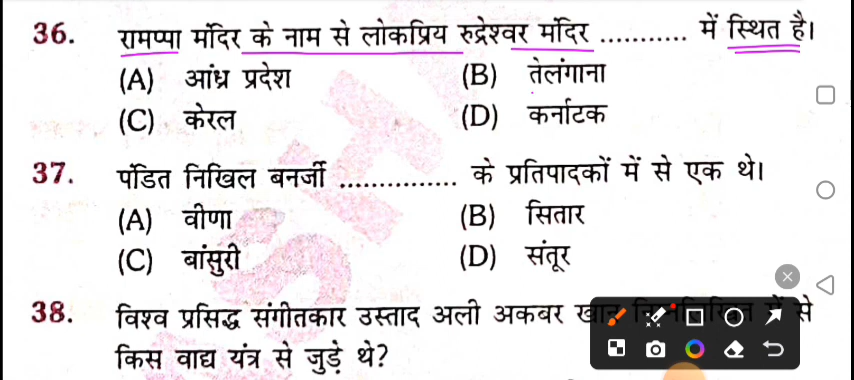 36. रामप्पा मंदिर के नाम से लोकप्रिय रुद्रेश्वर मंदिर ............ में स्थित है।
(A) आंध्र प्रदेश (B) तेलंगाना
(C) केरल (D) कर्नाटक
37. पंडित निखिल बनर्जी ................ के प्रतिपादकों में से एक थे।
(A) वीणा (B) सितार
(C) बांसुरी (D) संतूर
38. विश्व प्रसिद्ध संगीतकार उस्ताद अली अकबर खान निम्नलिखित में से
किस वाद्य यंत्र से जुड़े थे?